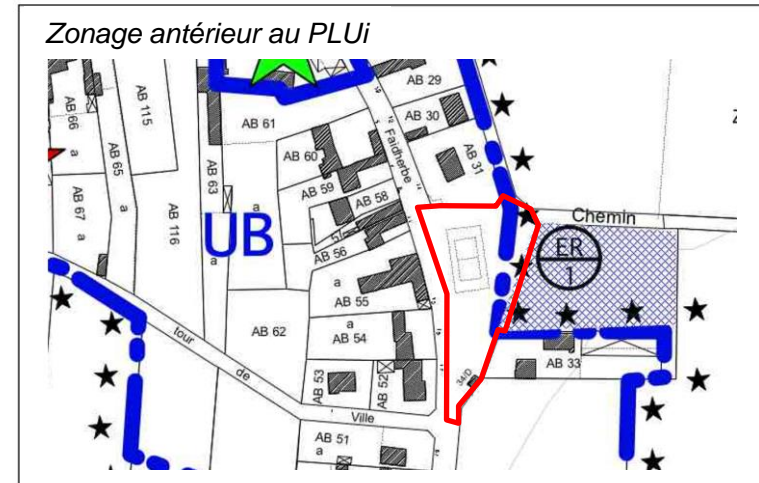 Zonage antérieur au PLUi
AB 29
AB 30
AB 31
AB 115
AB 61
AB 66
a
AB 65
a
AB 63
a
AB 60
AB 59
AB 58
Faidherbe
AB 67
a
AB 116
UB
a
AB 56
Chemin
ER
1
a
AB 55
AB 62
a
AB 54
tour
de
Ville
AB 53
AB 52
34/D
AB 33
AB 51
a